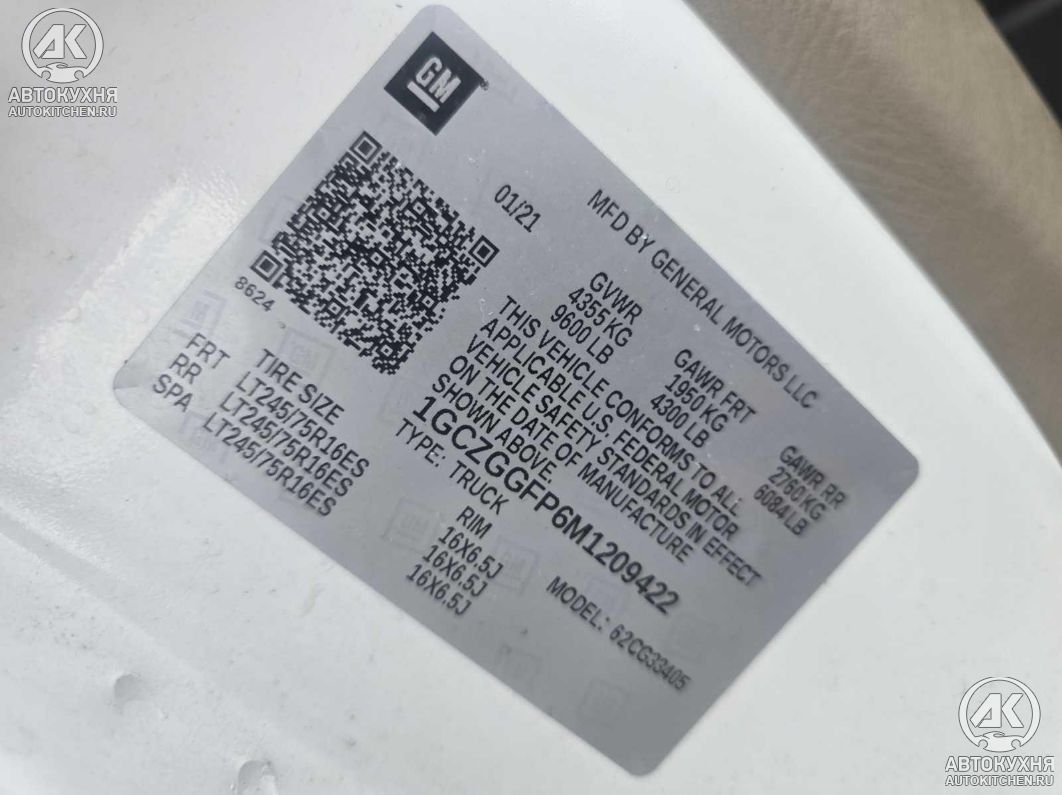 AK
АВТОКУХНЯ
AUTOKITCHEN.RU
GM
MFD BY GENERAL MOTORS LLC
01/21
GVWR
4355 KG
9600 LB
GAWR FRT
1950 KG
4300 LB
GAWR RR
2760 KG
6084 LB
THIS VEHICLE CONFORMS TO ALL
APPLICABLE U.S. FEDERAL MOTOR
VEHICLE SAFETY STANDARDS IN EFFECT
ON THE DATE OF MANUFACTURE
SHOWN ABOVE.
1GCZGGFP6M1209422
TYPE: TRUCK
MODEL: 62CG33405
8624
TIRE SIZE RIM
FRT LT245/75R16ES 16X6.5J
RR LT245/75R16ES 16X6.5J
SPA LT245/75R16ES 16X6.5J
AK
АВТОКУХНЯ
AUTOKITCHEN.RU